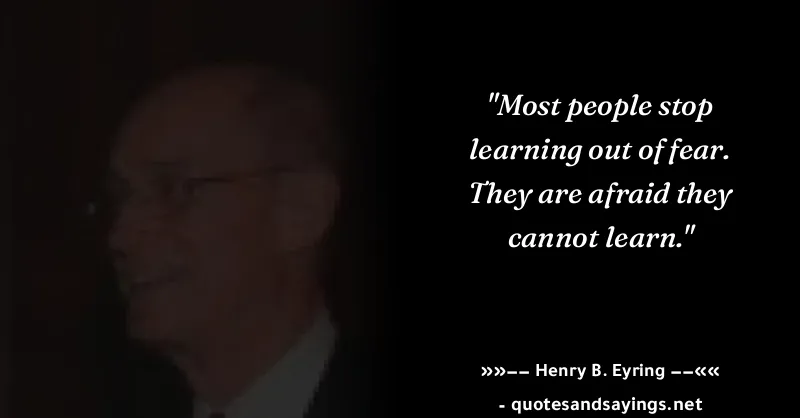 "Most people stop
learning out of fear.
They are afraid they
cannot learn."
»»–– Henry B. Eyring ––««
- quotesandsayings.net